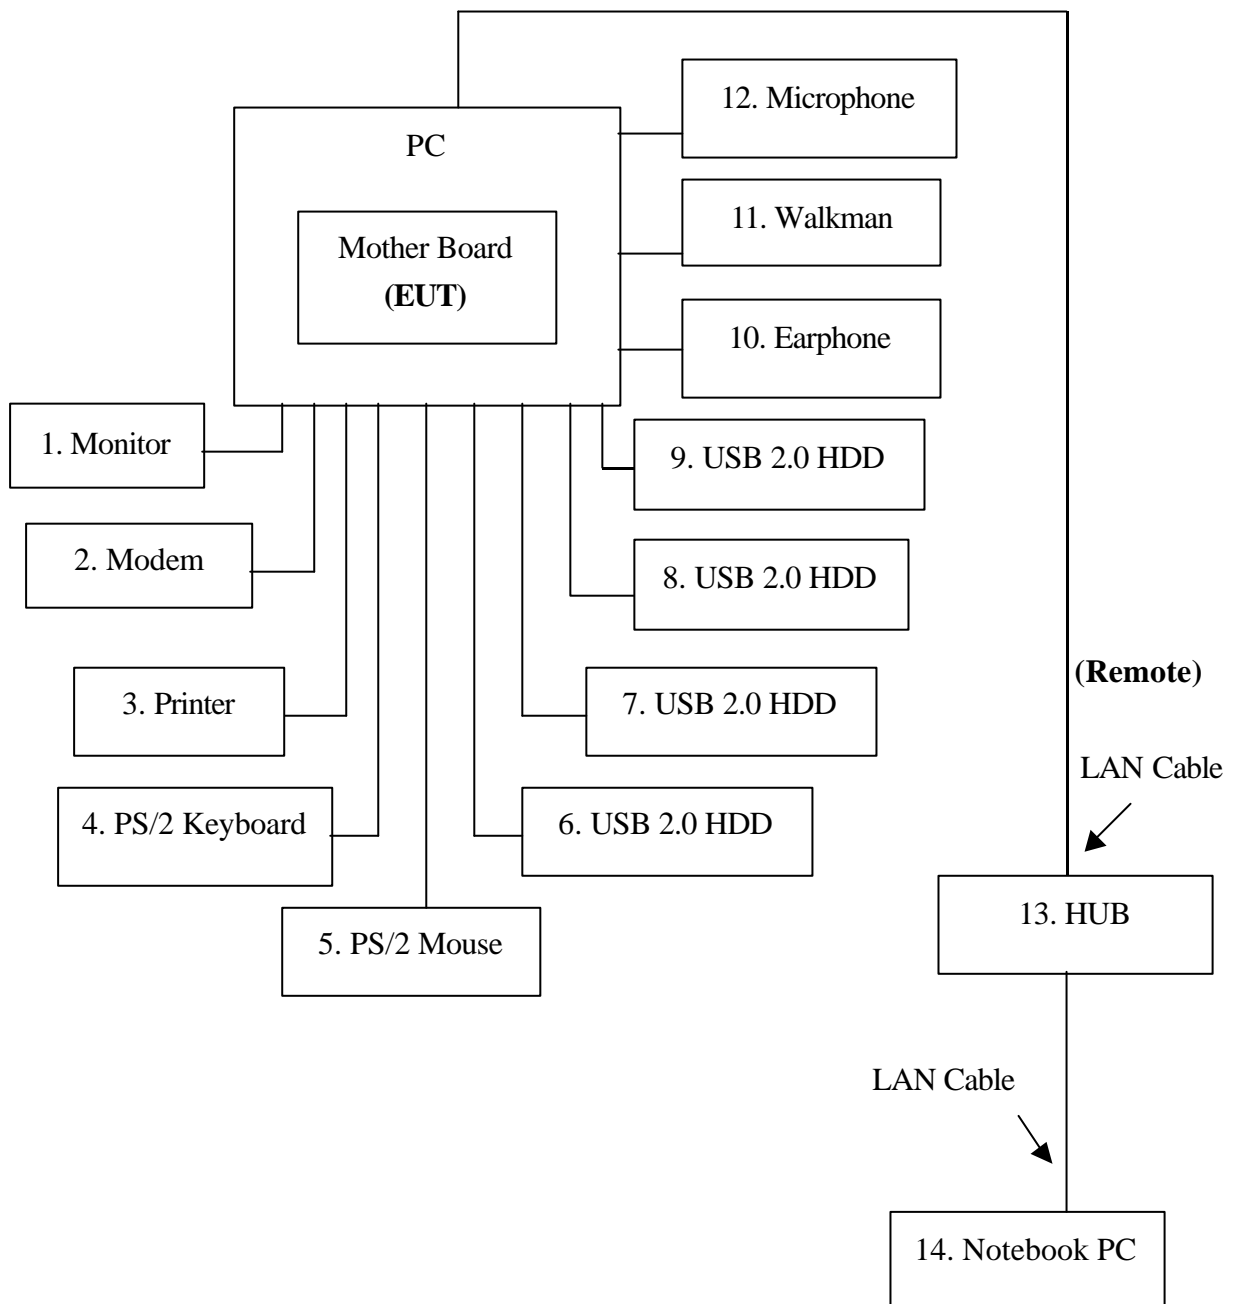 12. Microphone
PC
11. Walkman
Mother Board
(EUT)
10. Earphone
1. Monitor
9. USB 2.0 HDD
2. Modem
8. USB 2.0 HDD
(Remote)
3. Printer
7. USB 2.0 HDD
LAN Cable
4. PS/2 Keyboard
6. USB 2.0 HDD
13. HUB
5. PS/2 Mouse
LAN Cable
14. Notebook PC